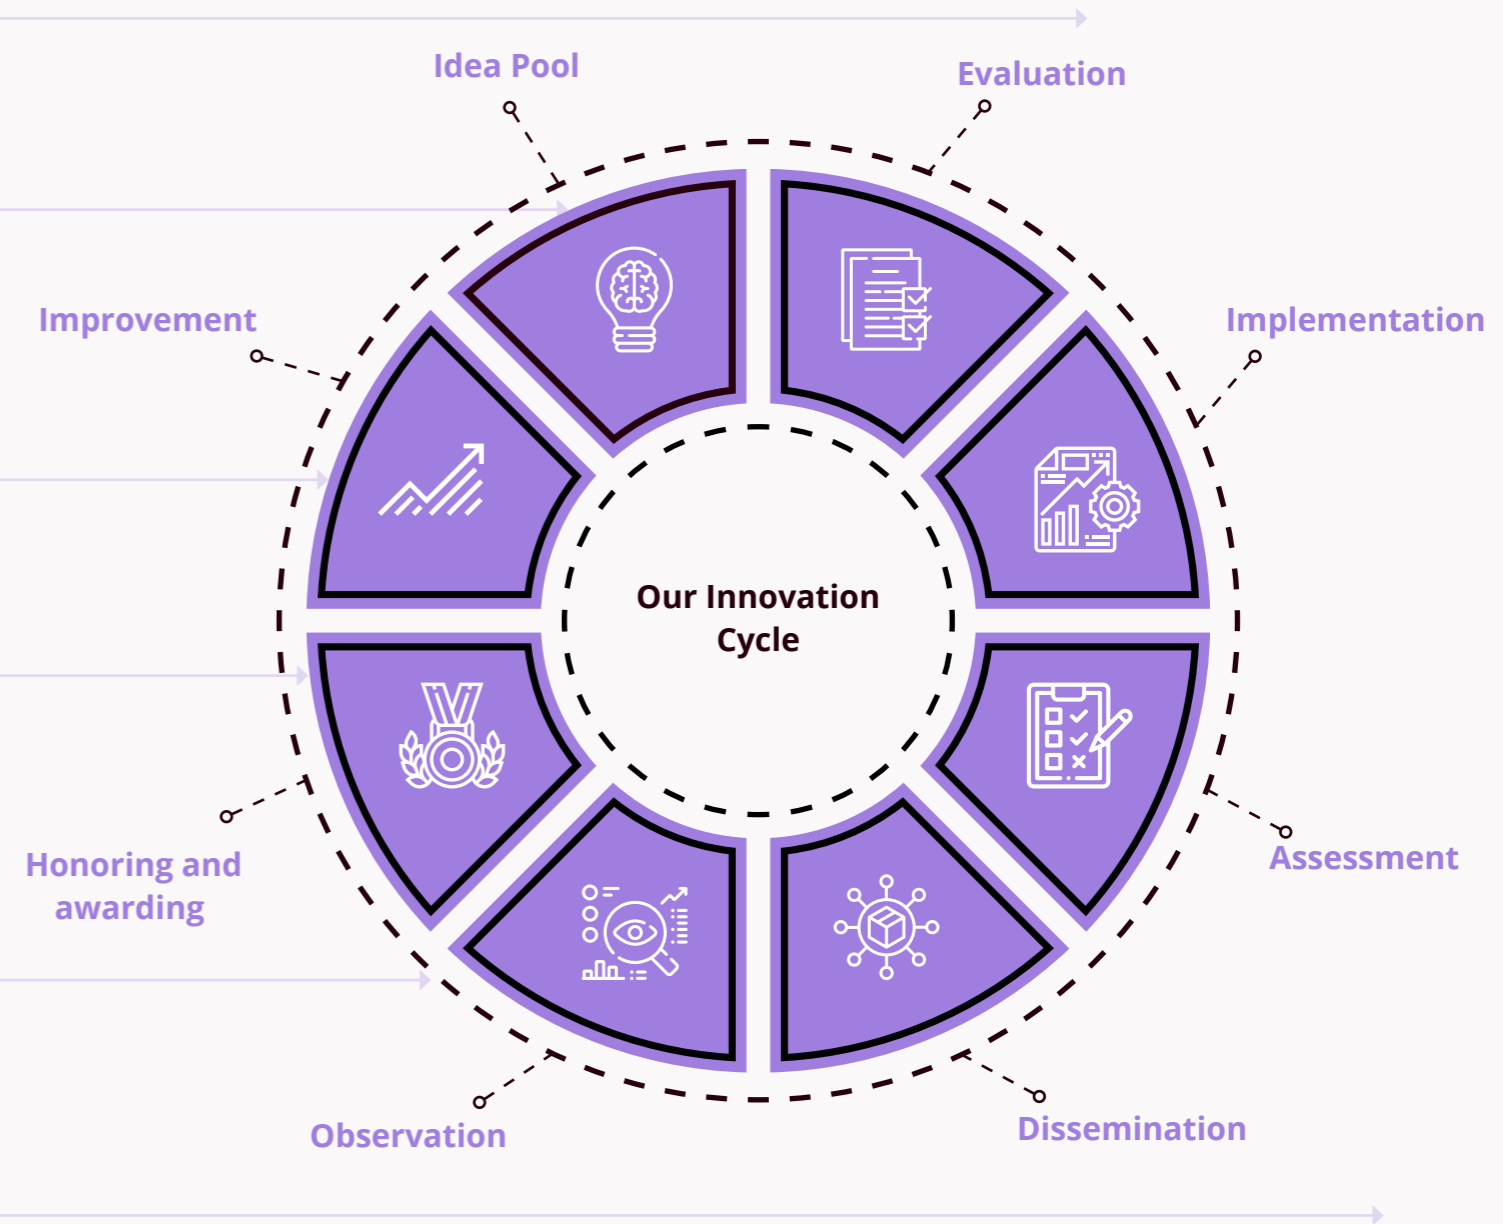 Idea Pool
Evaluation
Improvement
Implementation
Our Innovation
Cycle
Honoring and
awarding
Assessment
Observation
Dissemination